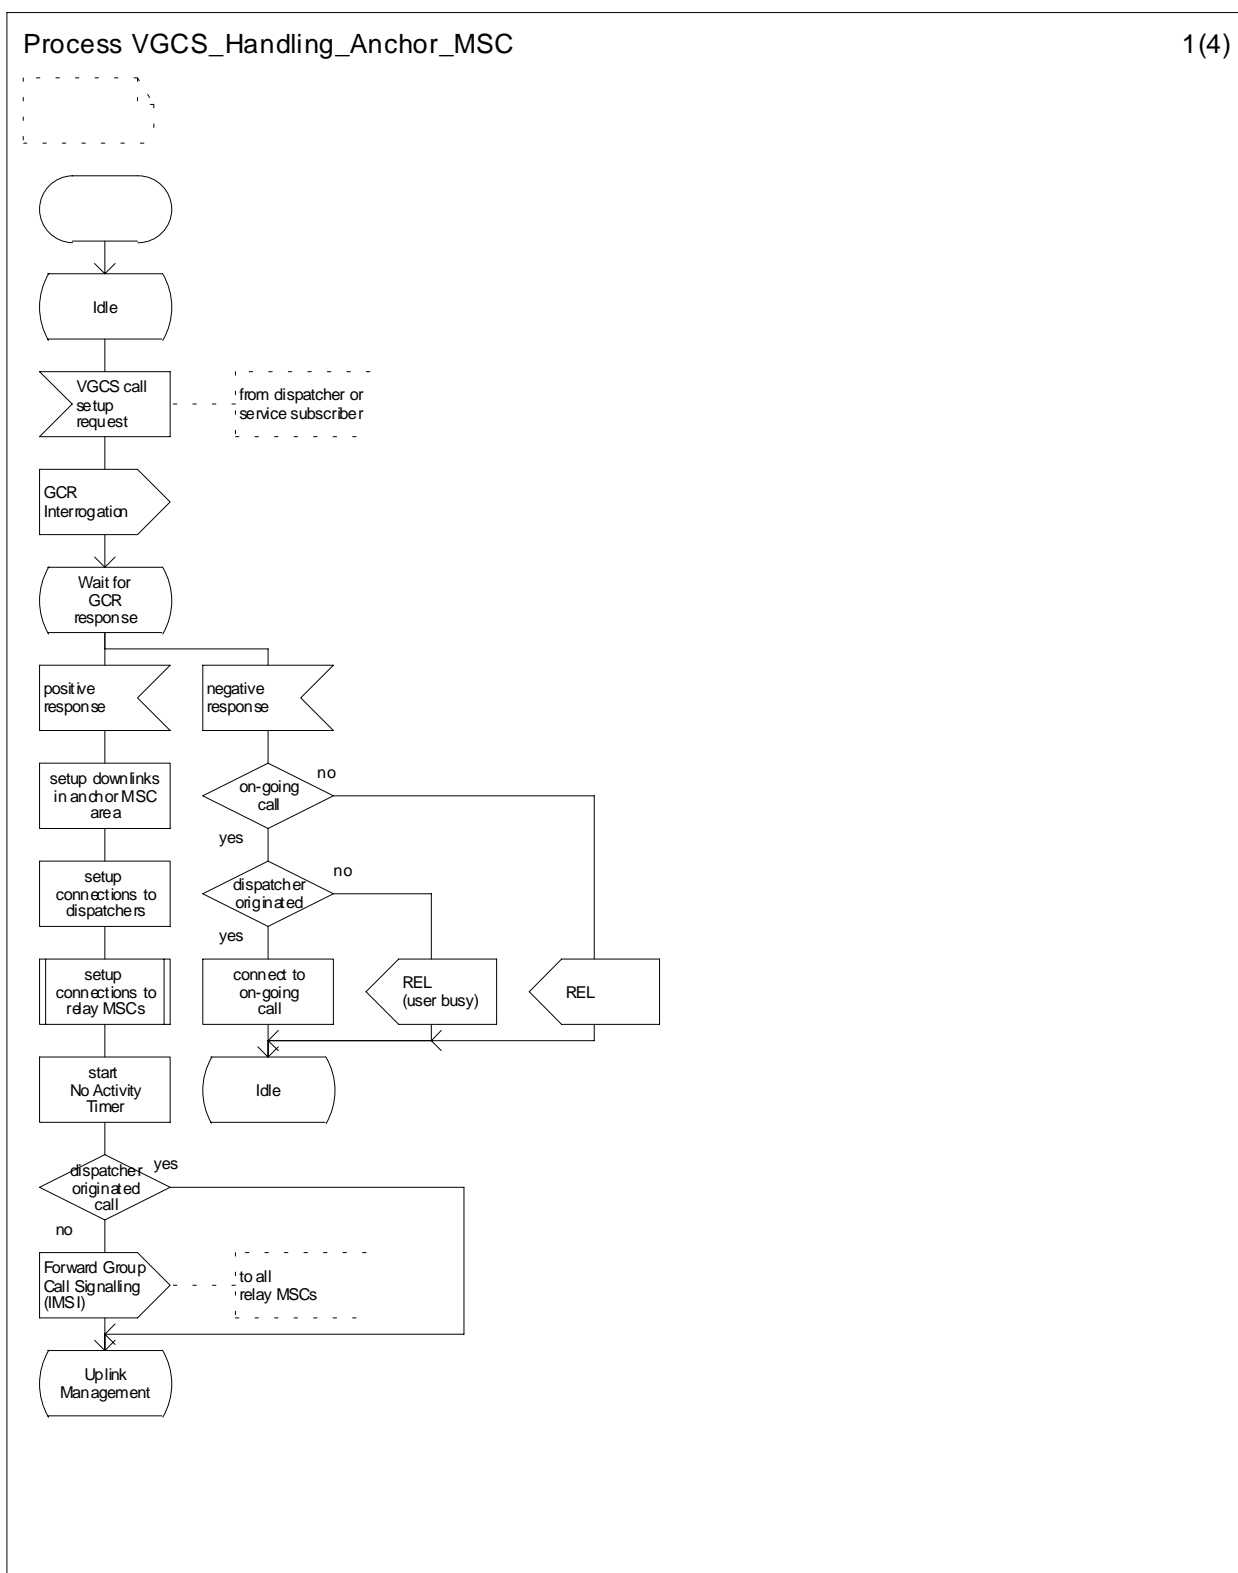 Process VGCS_Handling_Anchor_MSC
1(4)
Idle
VGCS call
setup
request
from dispatcher or
service subscriber
GCR
Interrogation
Wait for
GCR
response
positive
response
negative
response
setup downlinks
in anchor MSC
area
on-going
call
no
yes
setup
connections to
dispatchers
dispatcher
originated
no
yes
setup
connections to
relay MSCs
connect to
on-going
call
REL
(user busy)
REL
start
No Activity
Timer
Idle
dispatcher
originated
call
yes
no
Forward Group
Call Signalling
(IMSI)
to all
relay MSCs
Uplink
Management